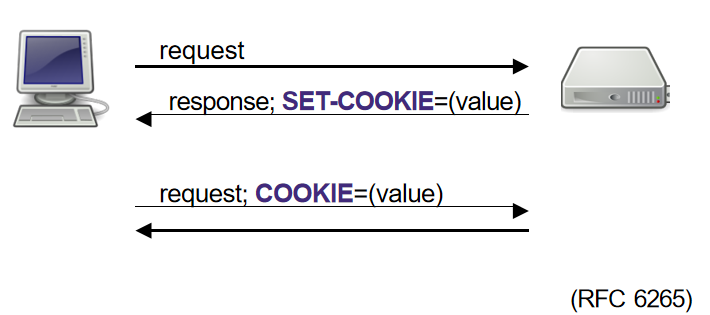 request
response; SET-COOKIE=(value)
request; COOKIE=(value)
(RFC 6265)